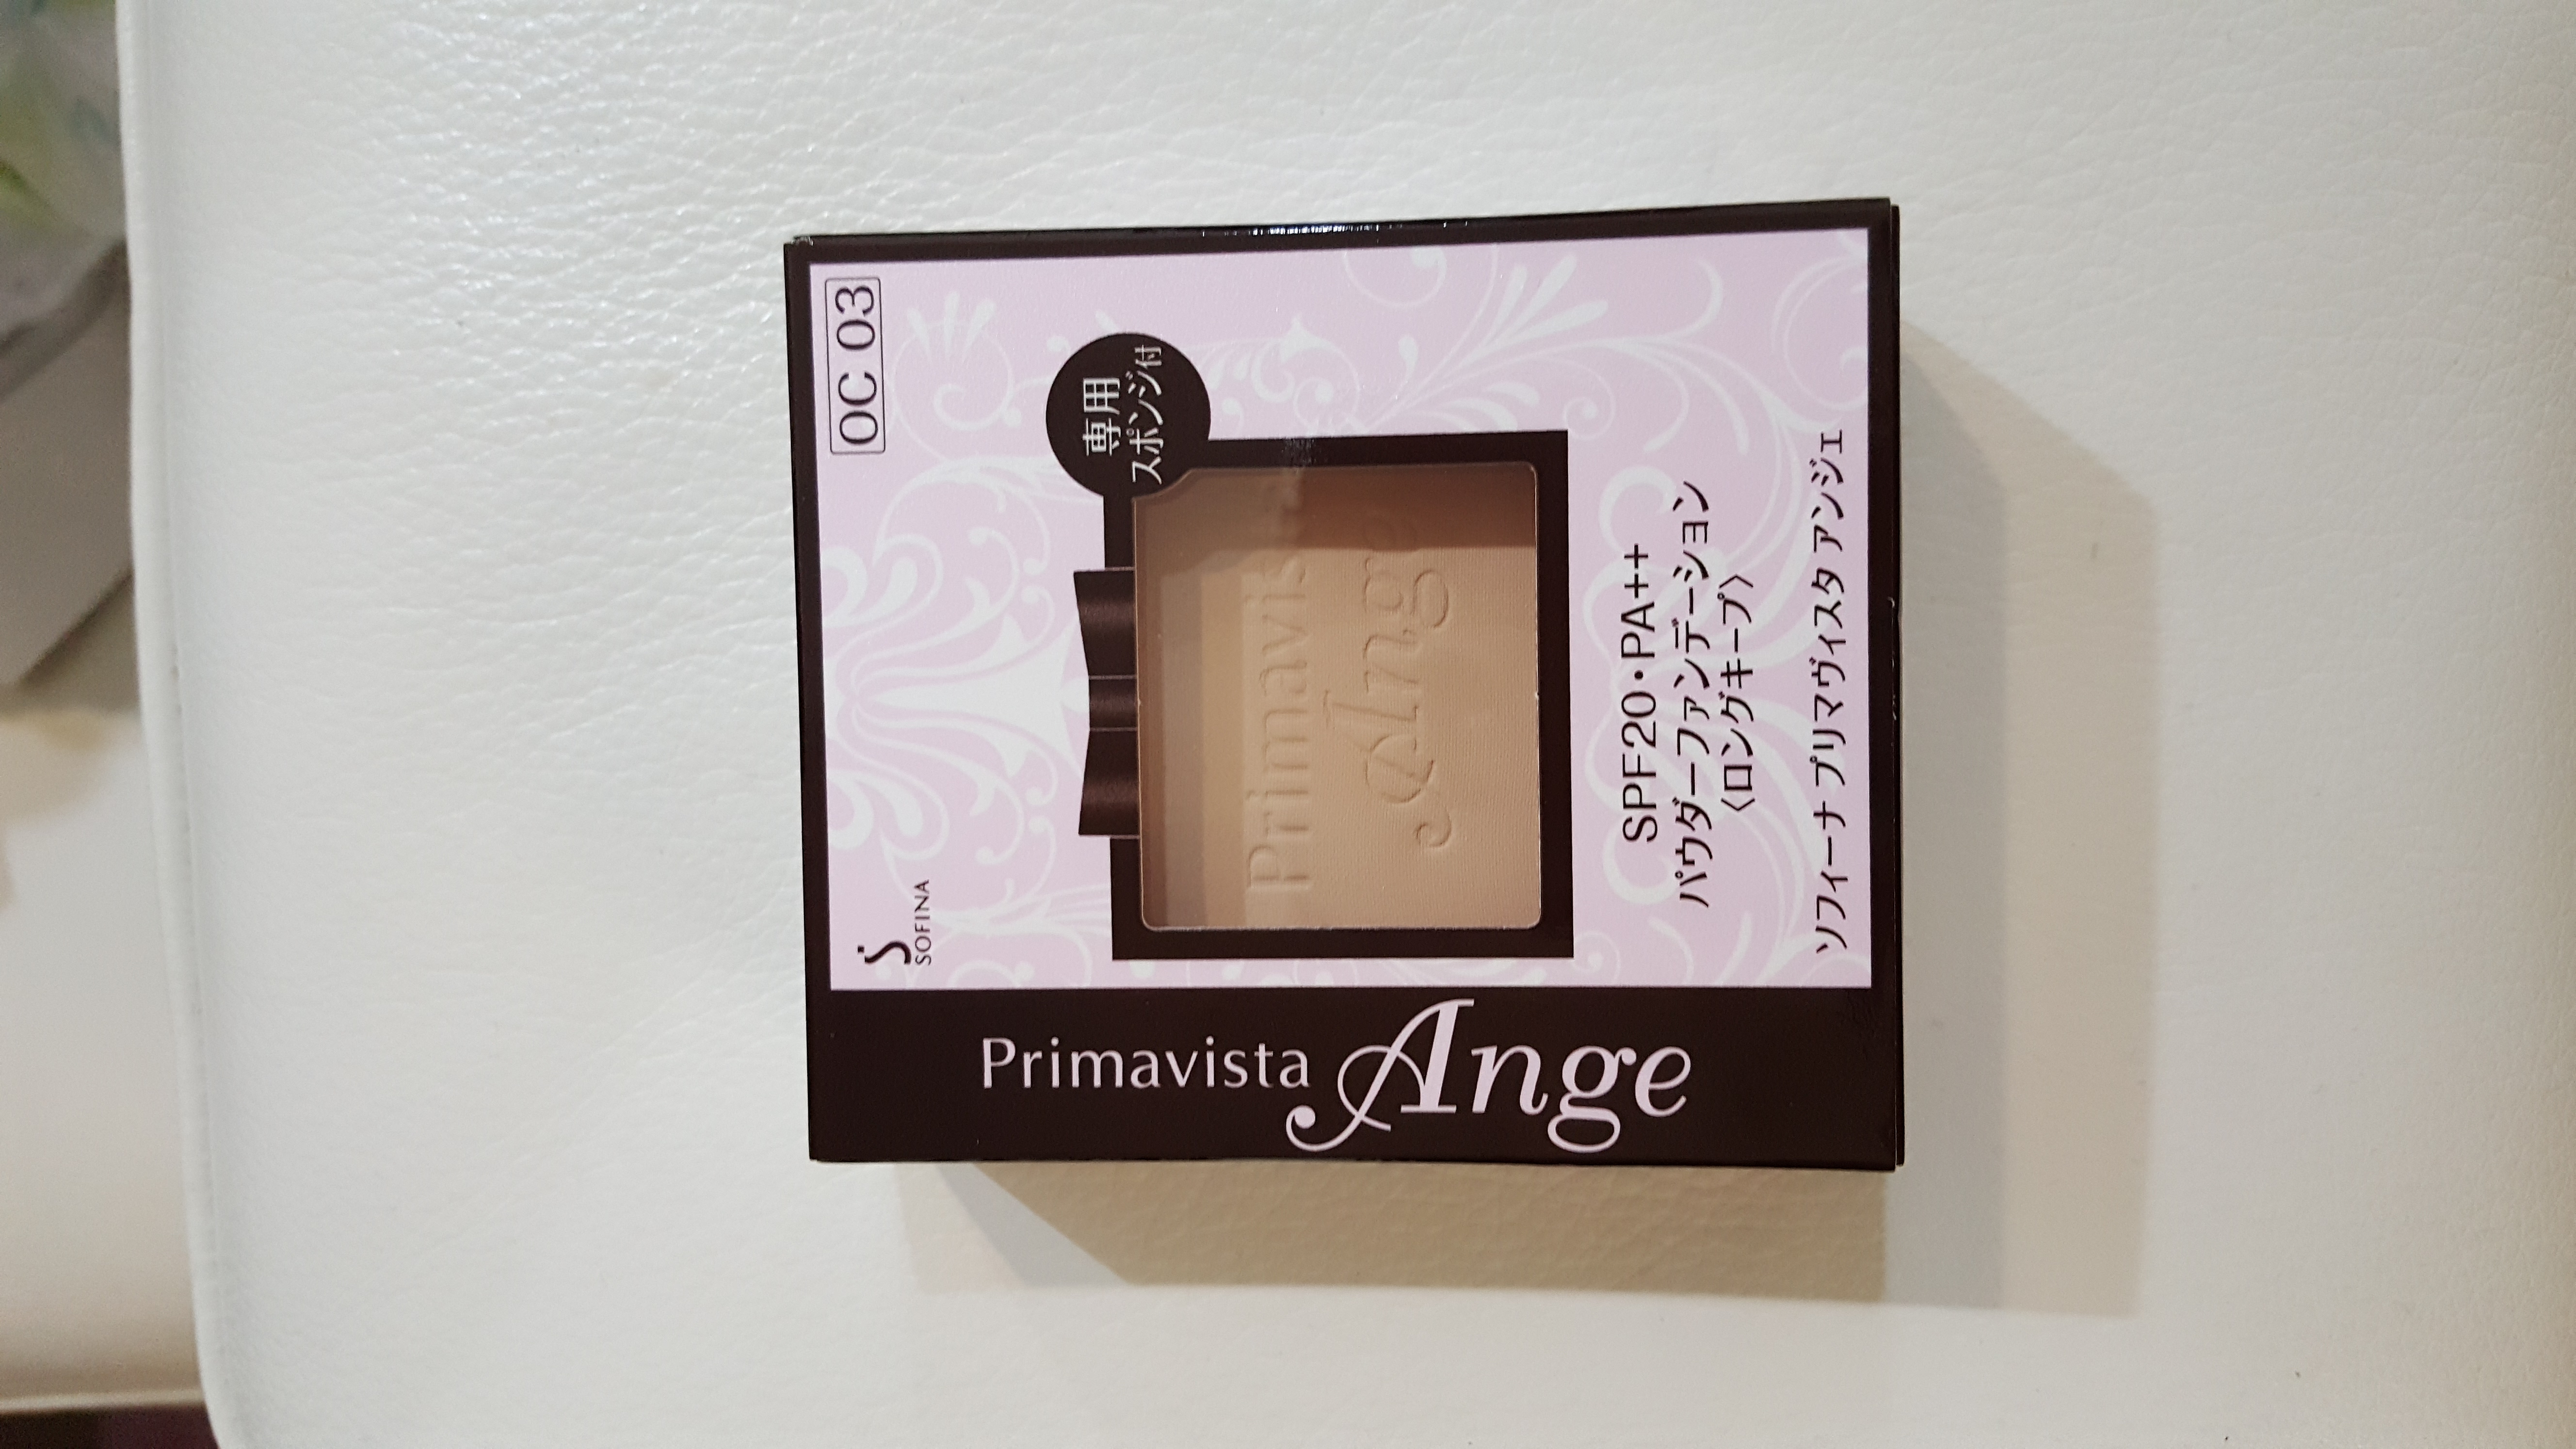 SOFINA
OC 03
専用
スポンジ付
Primavis
Ange
SPF20・PA++
パウダーファンデーション
〈ロングキープ〉
ソフィーナ プリマヴィスタ アンジェ
Primavista Ange